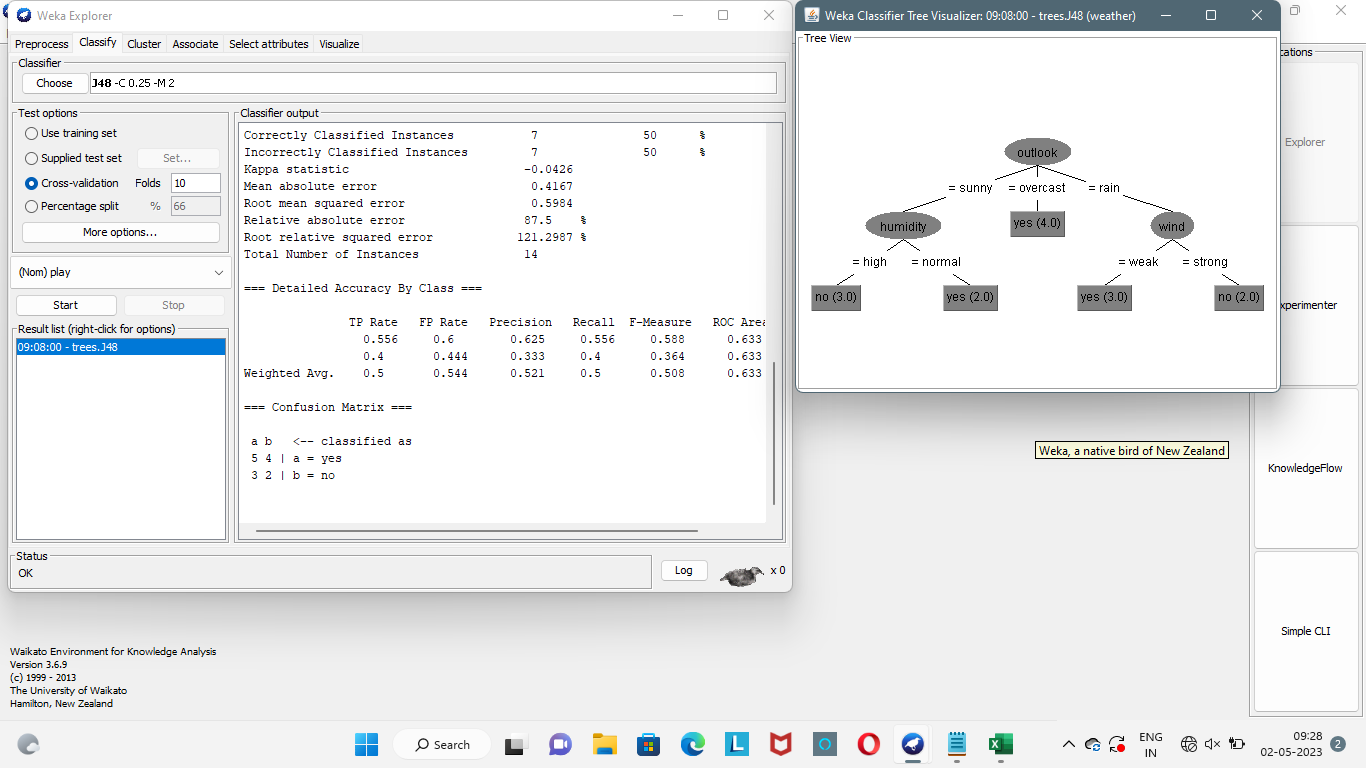 Weka Explorer
Preprocess Classify Cluster Associate Select attributes Visualize
Classifier
Choose J48 -C 0.25 -M 2
Test options
Use training set
Supplied test set Set...
Cross-validation Folds 10
Percentage split % 66
More options...
(Nom) play
Start Stop
Result list (right-click for options)
09:08:00 - trees.J48
Classifier output
Correctly Classified Instances 7 50 %
Incorrectly Classified Instances 7 50 %
Kappa statistic -0.0426
Mean absolute error 0.4167
Root mean squared error 0.5984
Relative absolute error 87.5 %
Root relative squared error 121.2987 %
Total Number of Instances 14
=== Detailed Accuracy By Class ===
TP Rate FP Rate Precision Recall F-Measure ROC Area
0.556 0.6 0.625 0.556 0.588 0.633
0.4 0.444 0.333 0.4 0.364 0.633
Weighted Avg. 0.5 0.544 0.521 0.5 0.508 0.633
=== Confusion Matrix ===
a b <-- classified as
5 4 | a = yes
3 2 | b = no
Status
OK
Log
x 0
Weka Classifier Tree Visualizer: 09:08:00 - trees.J48 (weather)
Tree View
outlook
= sunny = overcast = rain
humidity yes (4.0) wind
= high = normal = weak = strong
no (3.0) yes (2.0) yes (3.0) no (2.0)
cations
Explorer
xperimenter
KnowledgeFlow
Simple CLI
Weka, a native bird of New Zealand
Waikato Environment for Knowledge Analysis
Version 3.6.9
(c) 1999 - 2013
The University of Waikato
Hamilton, New Zealand
Search
L
ENG
IN
09:28
02-05-2023
2